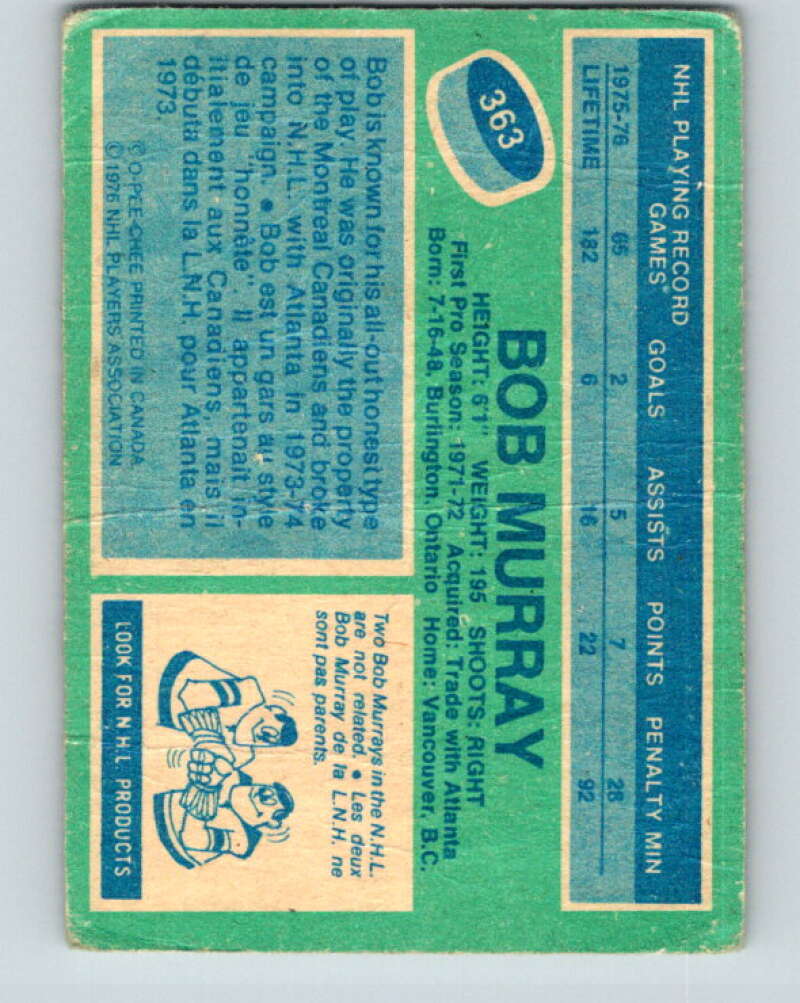 NHL PLAYING RECORD
GAMES GOALS ASSISTS POINTS PENALTY MIN
1975-76 65 2 5 7 28
LIFETIME 182 6 16 22 92
363
BOB MURRAY
HEIGHT: 6'1" WEIGHT: 195 SHOOTS: RIGHT
First Pro Season: 1971-72 Acquired: Trade with Atlanta
Born: 7-16-48, Burlington, Ontario Home: Vancouver, B.C.
Bob is known for his all-out honest type
of play. He was originally the property
of the Montreal Canadiens and broke
into N.H.L. with Atlanta in 1973-74
campaign. • Bob est un gars au style
de jeu "honnête". Il appartenait in-
itialement aux Canadiens, mais il
débuta dans la L.N.H. pour Atlanta en
1973.
© O-PEE-CHEE PRINTED IN CANADA
© 1976 NHL PLAYERS ASSOCIATION
Two Bob Murrays in the N.H.L.
are not related. • Les deux
Bob Murray de la L.N.H. ne
sont pas parents.
LOOK FOR N.H.L. PRODUCTS